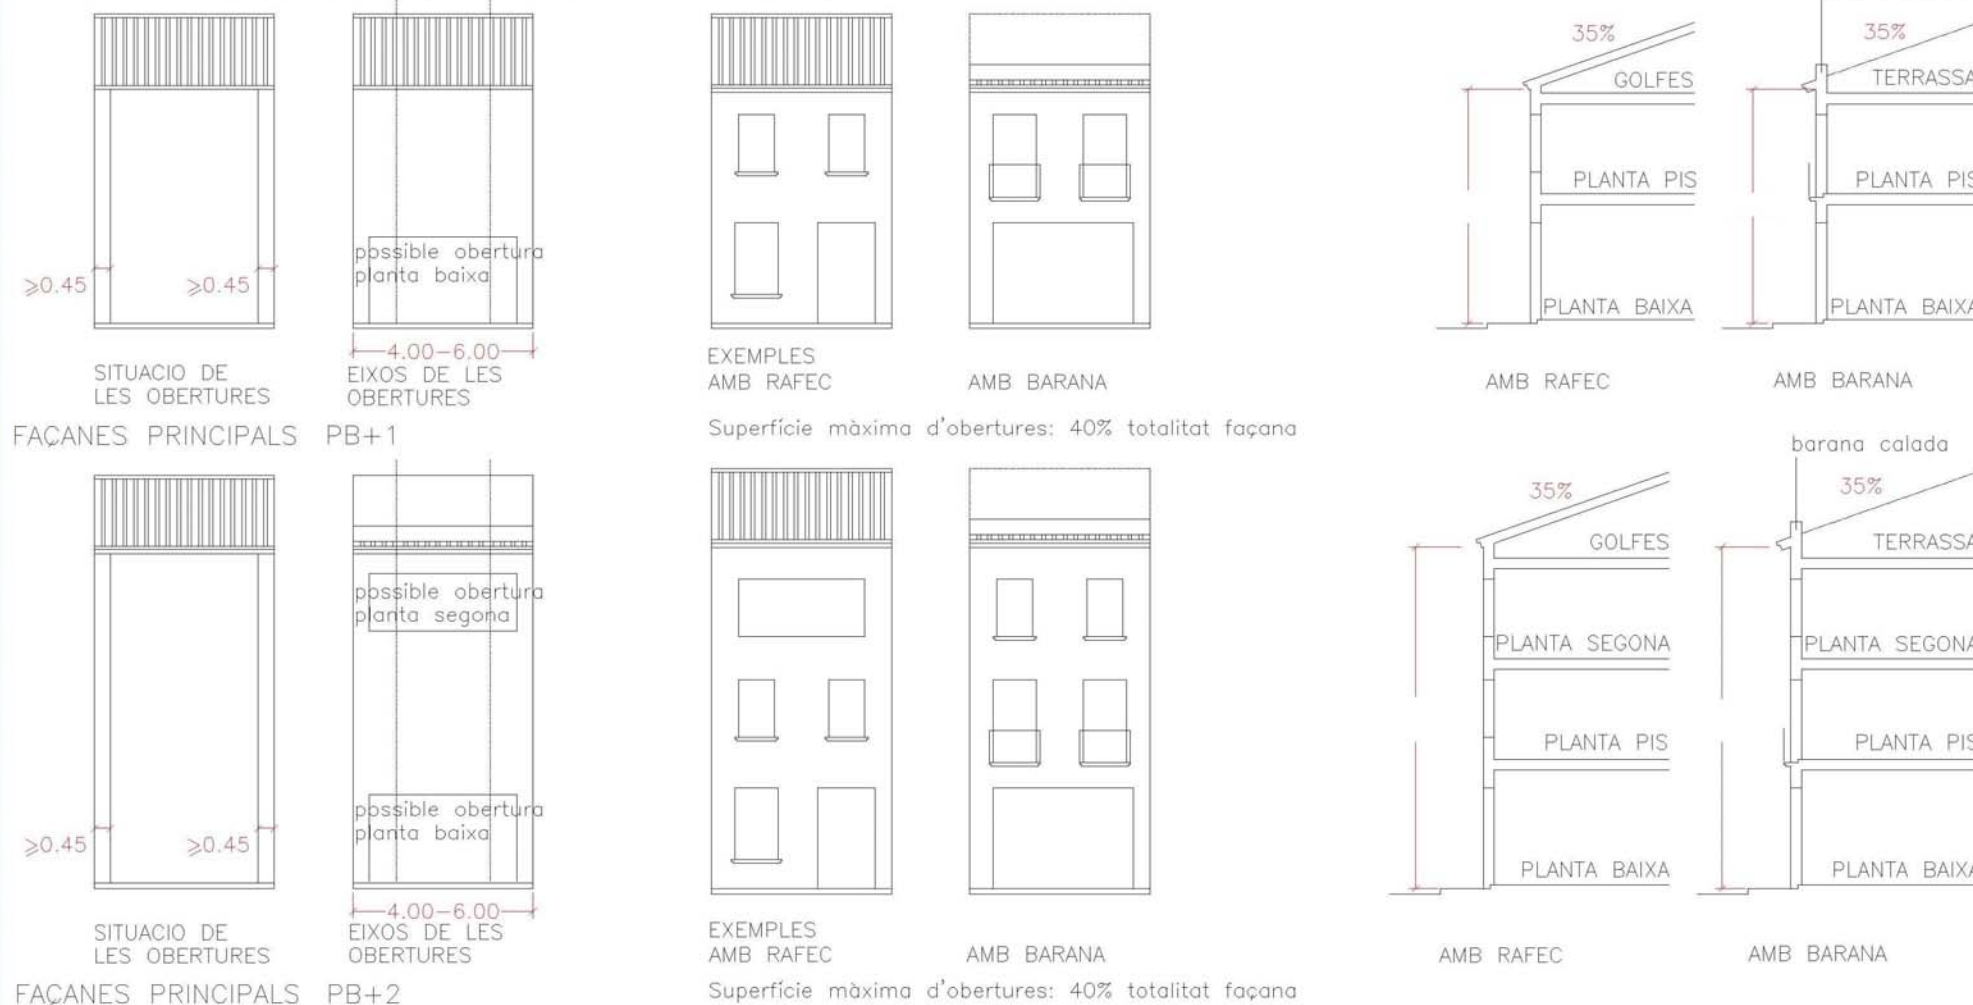 35%
35%
GOLFES
TERRASSA
PLANTA PIS
PLANTA PIS
possible obertura
planta baixa
⩾0.45
⩾0.45
PLANTA BAIXA
PLANTA BAIXA
4.00-6.00
SITUACIO DE
LES OBERTURES
EIXOS DE LES
OBERTURES
EXEMPLES
AMB RAFEC
AMB BARANA
AMB RAFEC
AMB BARANA
FAÇANES PRINCIPALS PB+1
Superfície màxima d'obertures: 40% totalitat façana
barana calada
35%
35%
GOLFES
TERRASSA
possible obertura
planta segona
PLANTA SEGONA
PLANTA SEGONA
PLANTA PIS
PLANTA PIS
possible obertura
planta baixa
⩾0.45
⩾0.45
PLANTA BAIXA
PLANTA BAIXA
4.00-6.00
SITUACIO DE
LES OBERTURES
EIXOS DE LES
OBERTURES
EXEMPLES
AMB RAFEC
AMB BARANA
AMB RAFEC
AMB BARANA
FAÇANES PRINCIPALS PB+2
Superfície màxima d'obertures: 40% totalitat façana